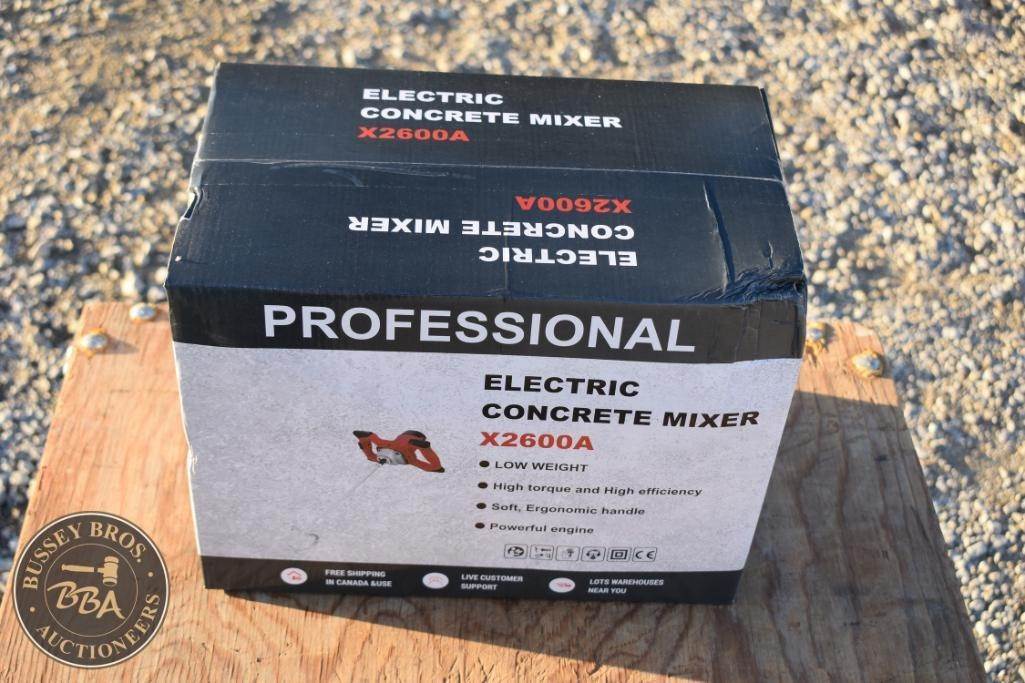 ELECTRIC
CONCRETE MIXER
X2600A
ELECTRIC
CONCRETE MIXER
X2600A
PROFESSIONAL
ELECTRIC
CONCRETE MIXER
X2600A
LOW WEIGHT
High torque and High efficiency
Soft, Ergonomic handle
Powerful engine
CE
FREE SHIPPING
IN CANADA &USE
LIVE CUSTOMER
SUPPORT
LOTS WAREHOUSES
NEAR YOU
BUSSEY BROS.
BBA
AUCTIONEERS